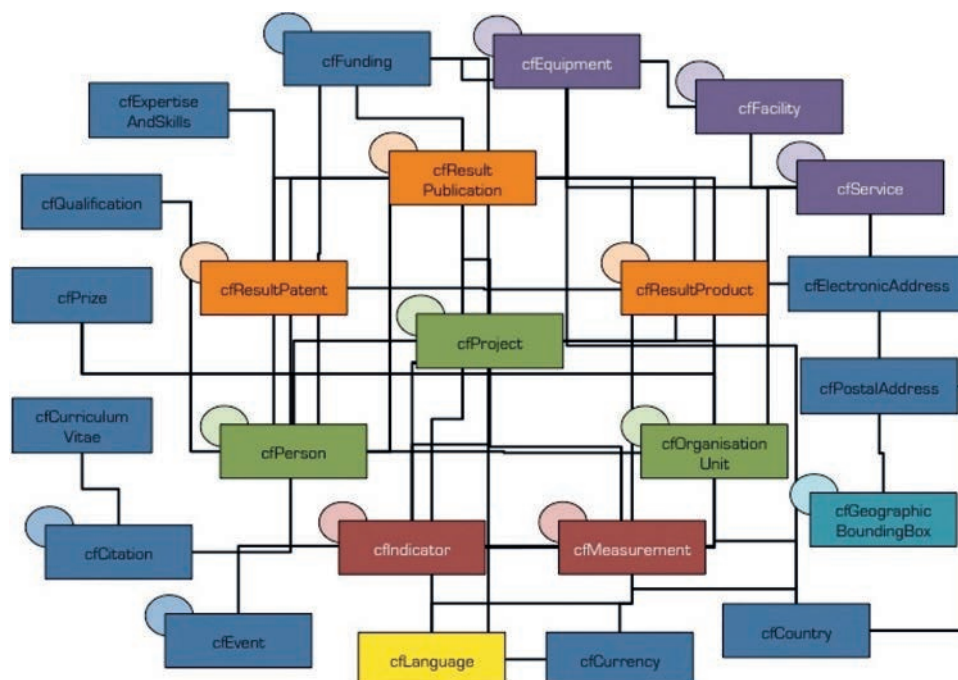 cfFunding
cfEquipment
cfExpertise
AndSkills
cfFacility
cfResult
Publication
cfQualification
cfService
cfPrize
cfResultPatent
cfResultProduct
cfElectronicAddress
cfProject
cfPostalAddress
cfCurriculum
Vitae
cfPerson
cfOrganisation
Unit
cfGeographic
BoundingBox
cfCitation
cfIndicator
cfMeasurement
cfEvent
cfLanguage
cfCurrency
cfCountry